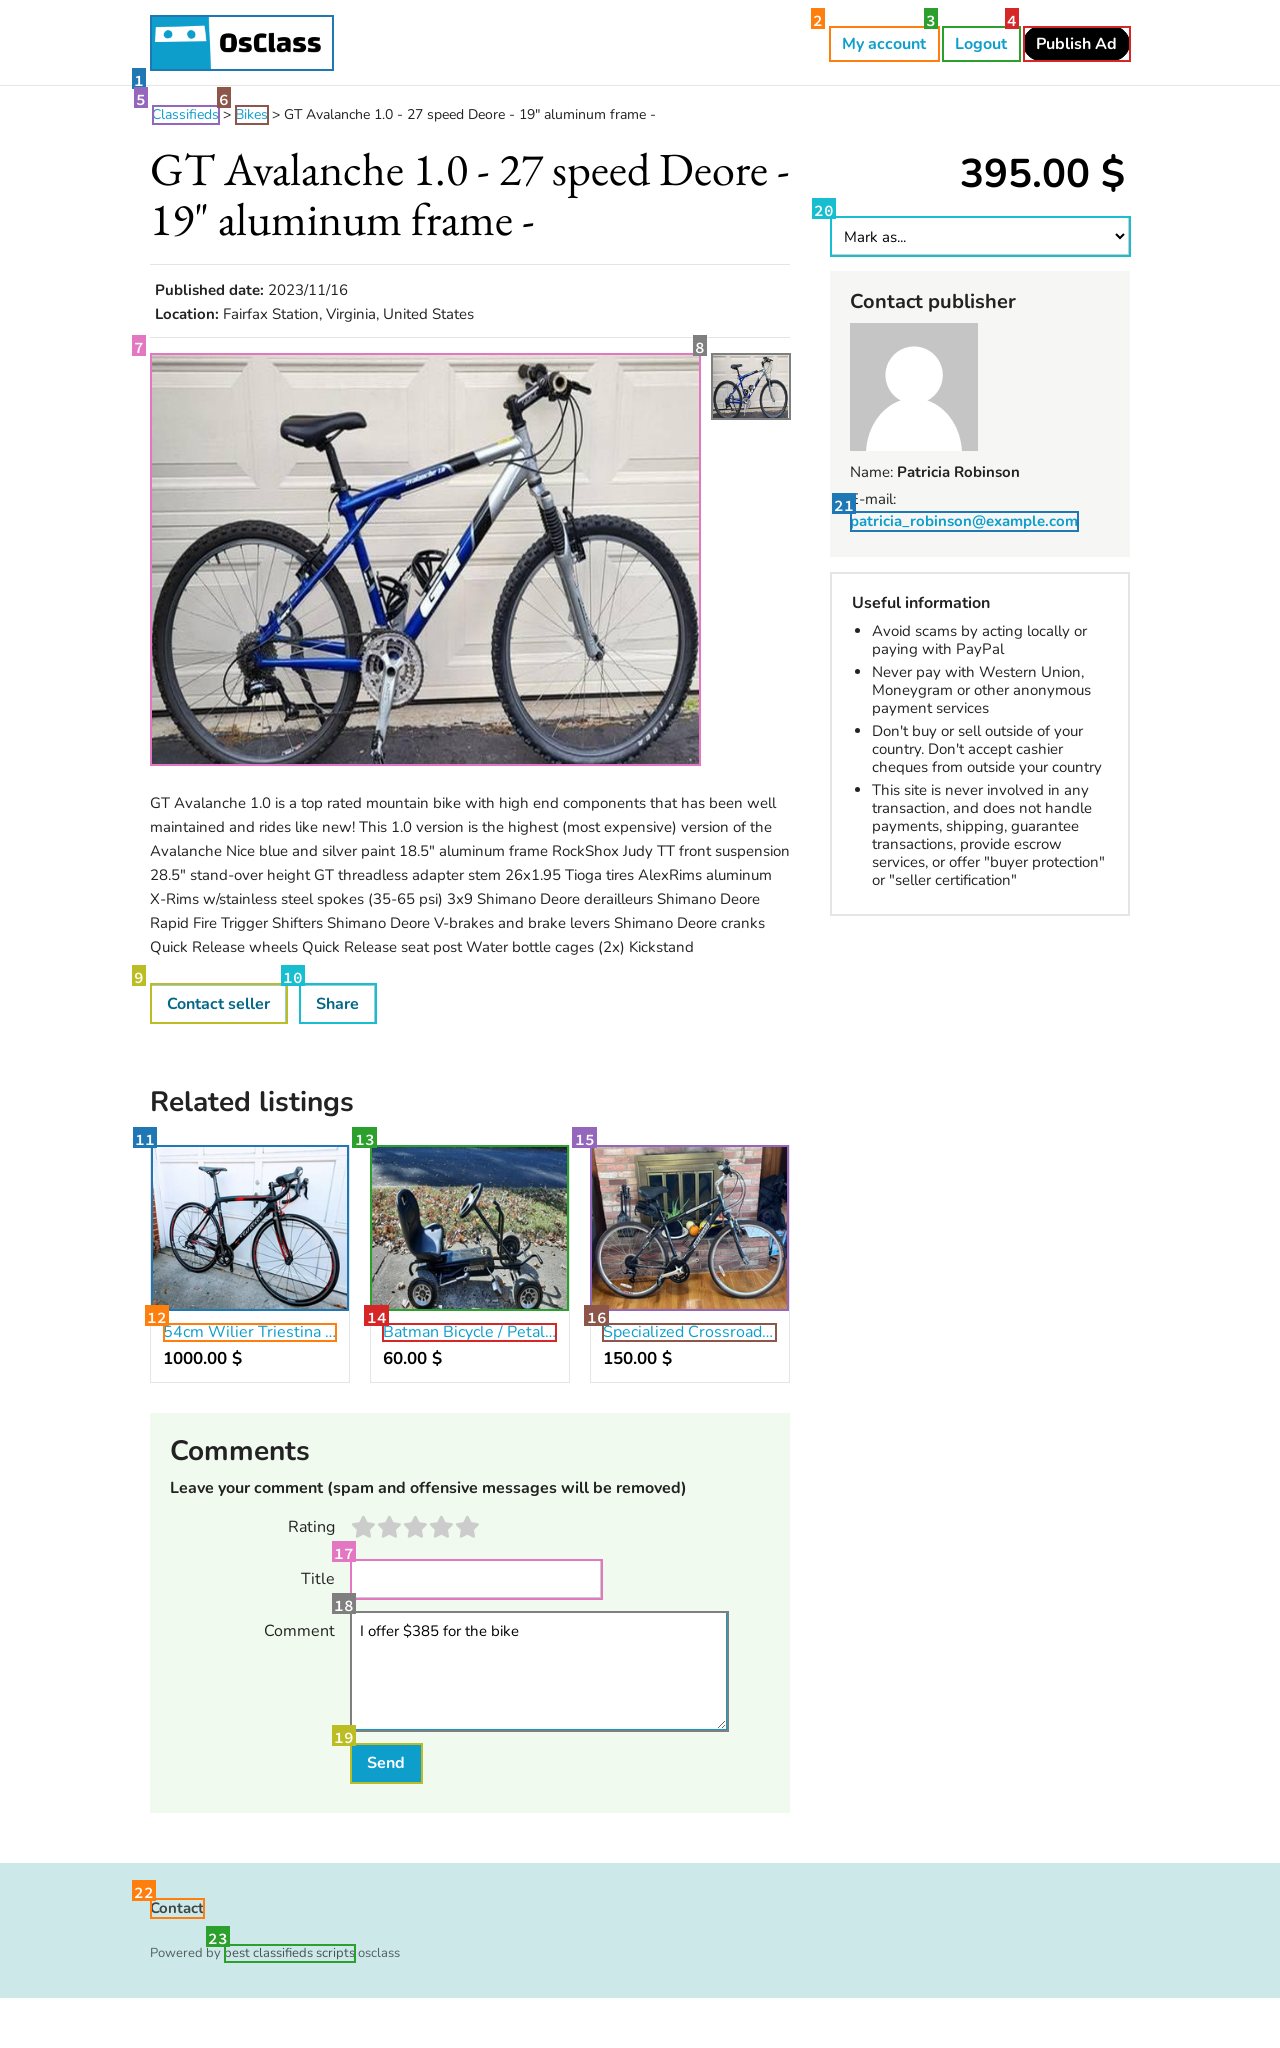 OsClass
2
My account
3
Logout
4
Publish Ad
1
5
Classifieds > 6 Bikes > GT Avalanche 1.0 - 27 speed Deore - 19" aluminum frame -
GT Avalanche 1.0 - 27 speed Deore -
19" aluminum frame -
395.00 $
20
Mark as...
Published date: 2023/11/16
Location: Fairfax Station, Virginia, United States
Contact publisher
Name: Patricia Robinson
E-mail:
21
patricia_robinson@example.com
7
8
GT
Useful information
Avoid scams by acting locally or
paying with PayPal
Never pay with Western Union,
Moneygram or other anonymous
payment services
Don't buy or sell outside of your
country. Don't accept cashier
cheques from outside your country
This site is never involved in any
transaction, and does not handle
payments, shipping, guarantee
transactions, provide escrow
services, or offer "buyer protection"
or "seller certification"
GT Avalanche 1.0 is a top rated mountain bike with high end components that has been well
maintained and rides like new! This 1.0 version is the highest (most expensive) version of the
Avalanche Nice blue and silver paint 18.5" aluminum frame RockShox Judy TT front suspension
28.5" stand-over height GT threadless adapter stem 26x1.95 Tioga tires AlexRims aluminum
X-Rims w/stainless steel spokes (35-65 psi) 3x9 Shimano Deore derailleurs Shimano Deore
Rapid Fire Trigger Shifters Shimano Deore V-brakes and brake levers Shimano Deore cranks
Quick Release wheels Quick Release seat post Water bottle cages (2x) Kickstand
9
Contact seller
10
Share
Related listings
11
13
15
12
54cm Wilier Triestina ...
1000.00 $
14
Batman Bicycle / Petal...
60.00 $
16
Specialized Crossroad...
150.00 $
Comments
Leave your comment (spam and offensive messages will be removed)
Rating
17
Title
18
Comment
I offer $385 for the bike
19
Send
22
Contact
23
Powered by best classifieds scripts osclass